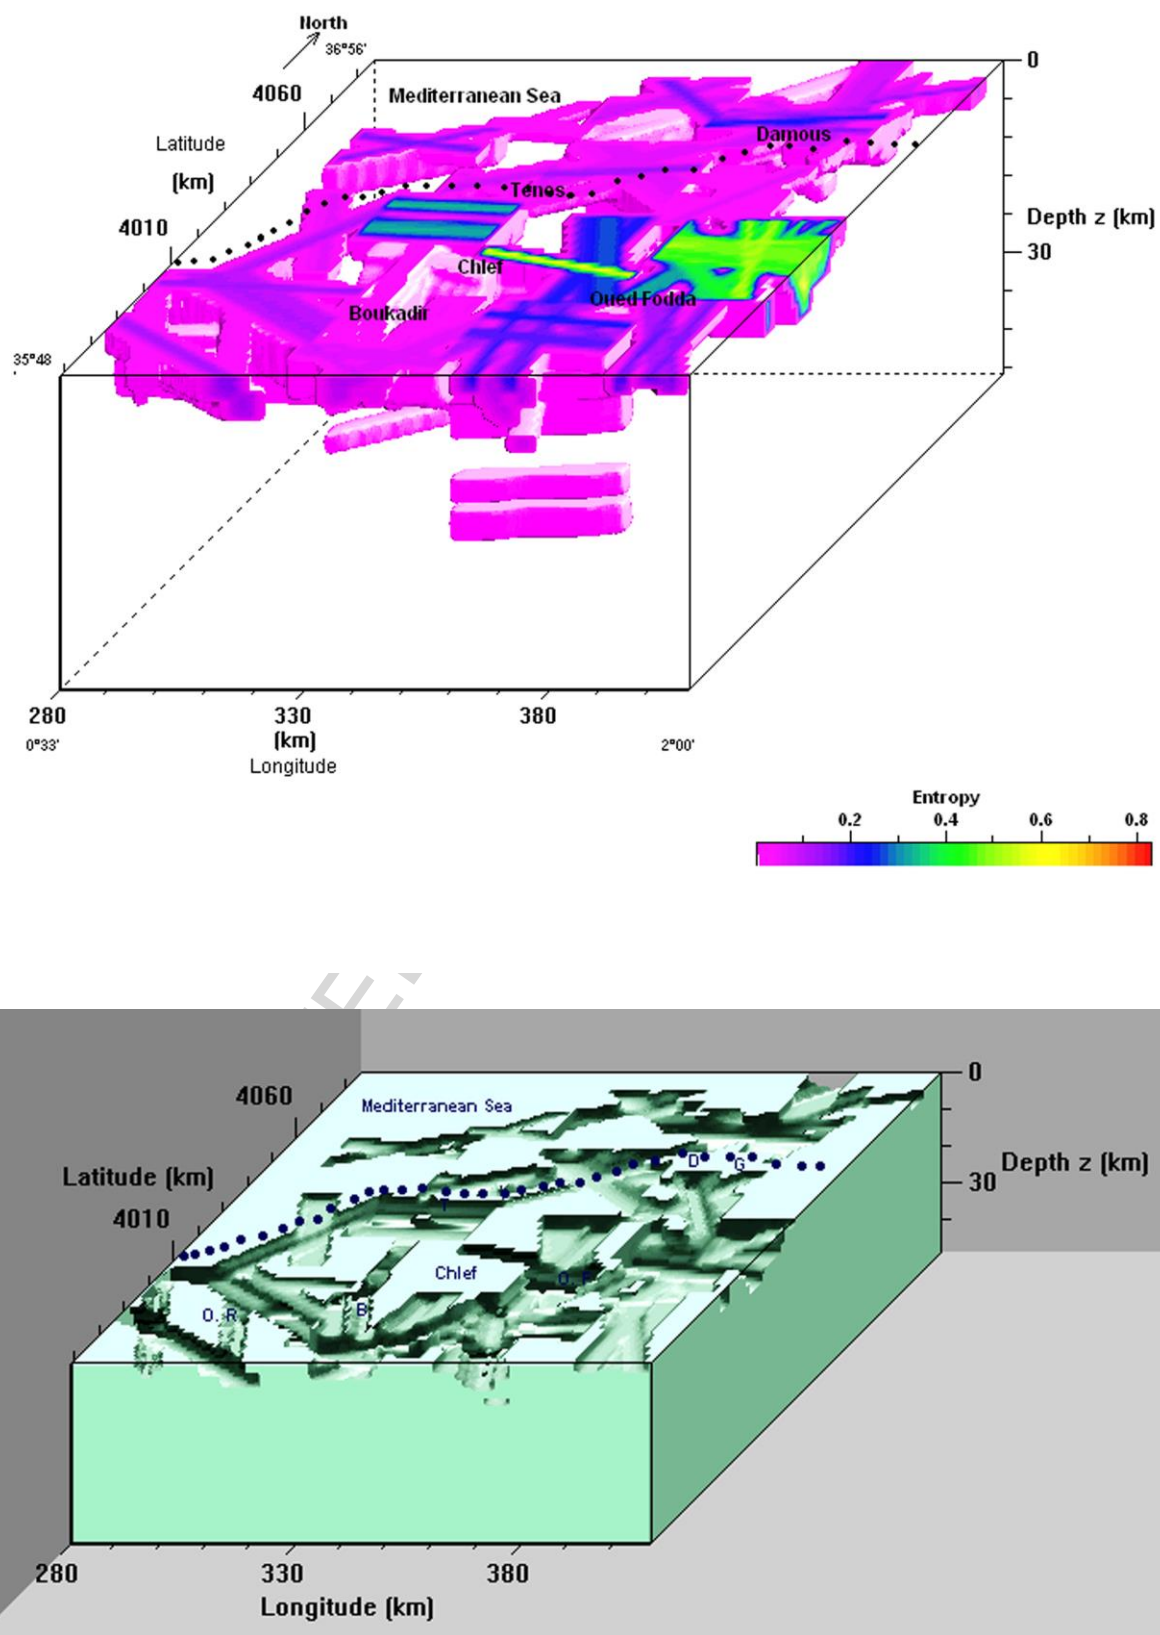 North
36°56'
0
4060
Mediterranean Sea
Damous
Latitude
(km)
Tenes
4010
Depth z (km)
30
Chlef
Oued Fodda
Boukadir
35°48
280
330
380
(km)
0°33'
2°00'
Longitude
Entropy
0.2 0.4 0.6 0.8
0
4060
Mediterranean Sea
D G
Depth z (km)
Latitude (km)
30
T
4010
Chlef
O. F
O. R
B
280
330
380
Longitude (km)